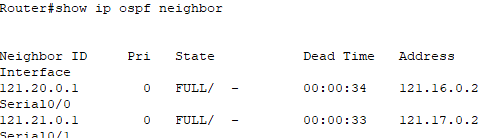 Router#show ip ospf neighbor
Neighbor ID     Pri   State           Dead Time   Address
Interface
121.20.0.1        0   FULL/  -        00:00:34    121.16.0.2
Serial0/0
121.21.0.1        0   FULL/  -        00:00:33    121.17.0.2
Serial0/1